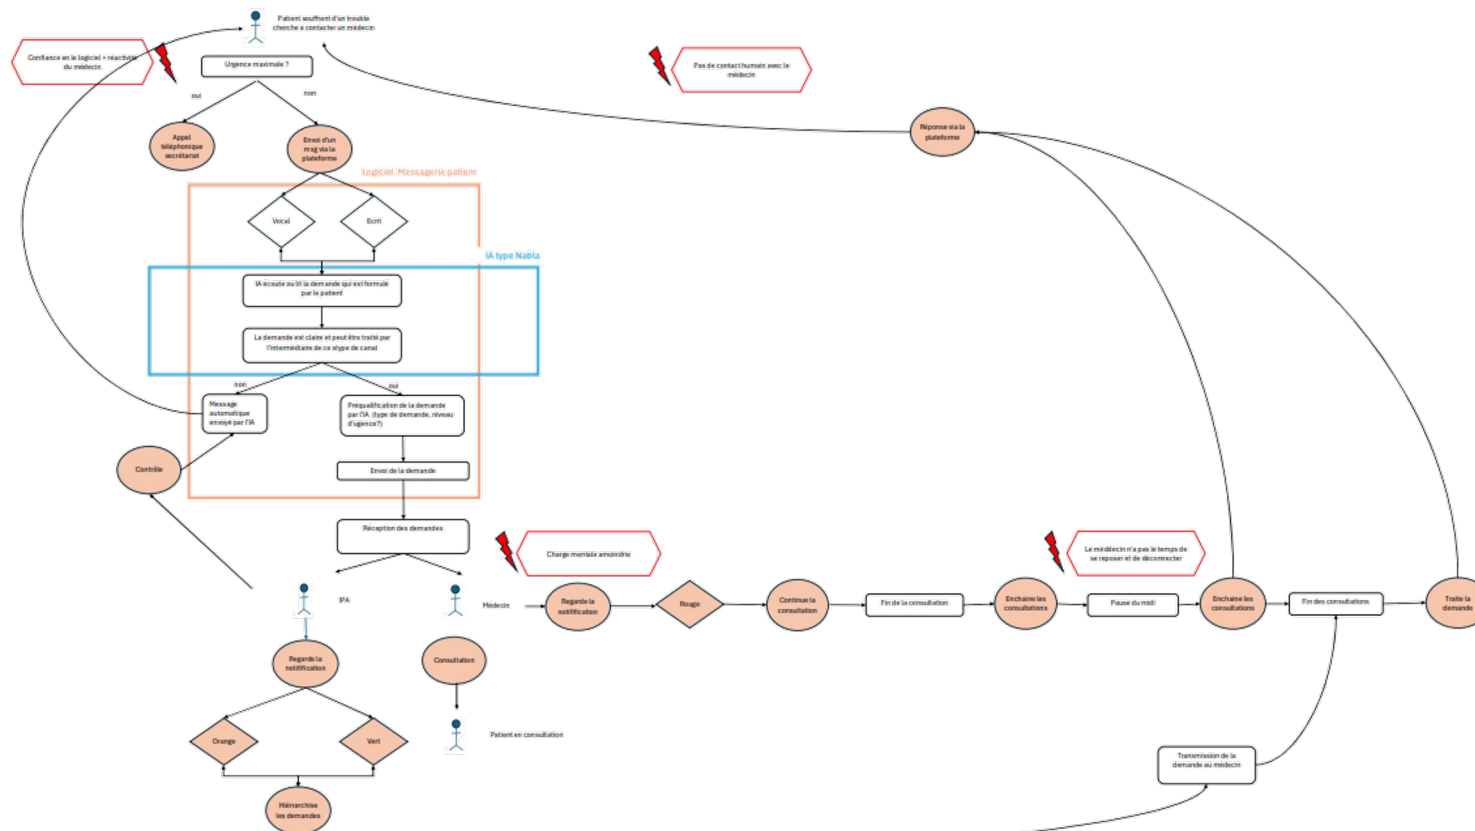 Patient souffrent d'un trouble
cherche à contacter un médecin
Confiance en le logiciel + réactivité
du médecin
Urgence maximale ?
Pas de contact humain avec le
médecin
oui
non
Appel
téléphonique
secrétariat
Envoi d'un
msg via la
plateforme
Réponse via la
plateforme
Logiciel Messagerie patient
Vocal
Ecrit
IA type Nabla
IA écoute ou lit la demande qui est formulé
par le patient
La demande est claire et peut être traité par
l'intermédiaire de ce stype de canal
non
oui
Message
automatique
envoyé par l'IA
Préqualification de la demande
par l'IA (type de demande, niveau
d'ugence?)
Contrôle
Envoi de la demande
Réception des demandes
Charge mentale amoindrie
Le méddecin n'a pas le temps de
se reposer et de déconnecter
IPA
Médecin
Regarde la
notifification
Rouge
Continue la
consultation
Fin de la consultation
Enchaine les
consultations
Pause du midi
Enchaine les
consultations
Fin des consultations
Traite la
demande
Regarde la
notifification
Consultation
Orange
Vert
Patient en consultation
Transmission de la
demande au médecin
Hiérarchise
les demandes